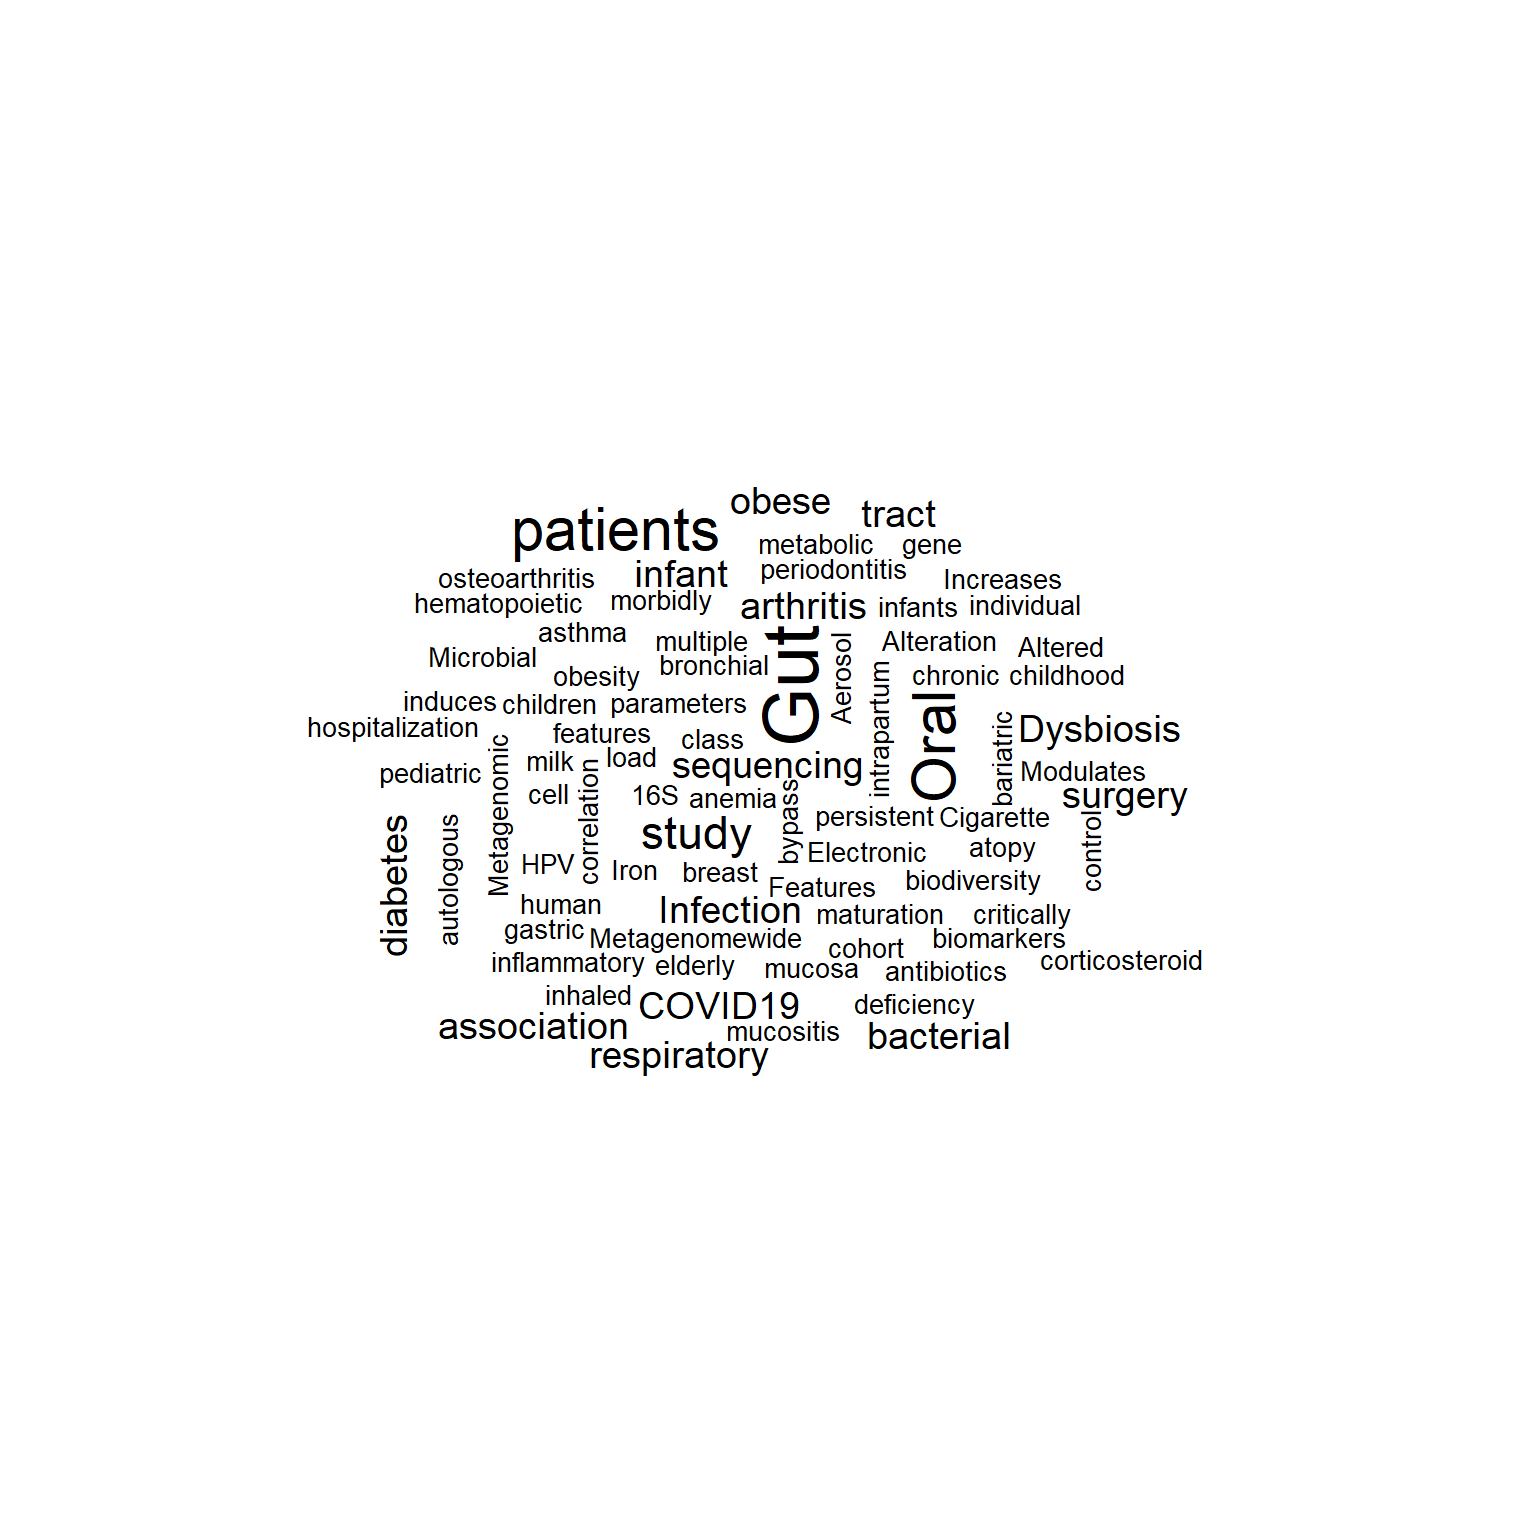 obese
tract
patients
metabolic
gene
periodontitis
infant
osteoarthritis
Increases
hematopoietic
morbidly
arthritis
infants
individual
asthma
multiple
Alteration
Altered
Microbial
bronchial
obesity
Gut
Aerosol
intrapartum
chronic
childhood
induces
children
parameters
Oral
hospitalization
features
class
bariatric
Dysbiosis
pediatric
Metagenomic
milk
load
sequencing
Modulates
cell
correlation
16S
anemia
bypass
surgery
persistent
Cigarette
control
diabetes
autologous
study
Electronic
atopy
HPV
Iron
breast
Features
biodiversity
human
Infection
maturation
critically
gastric
Metagenomewide
cohort
biomarkers
inflammatory
elderly
mucosa
antibiotics
corticosteroid
inhaled
COVID19
deficiency
association
mucositis
bacterial
respiratory